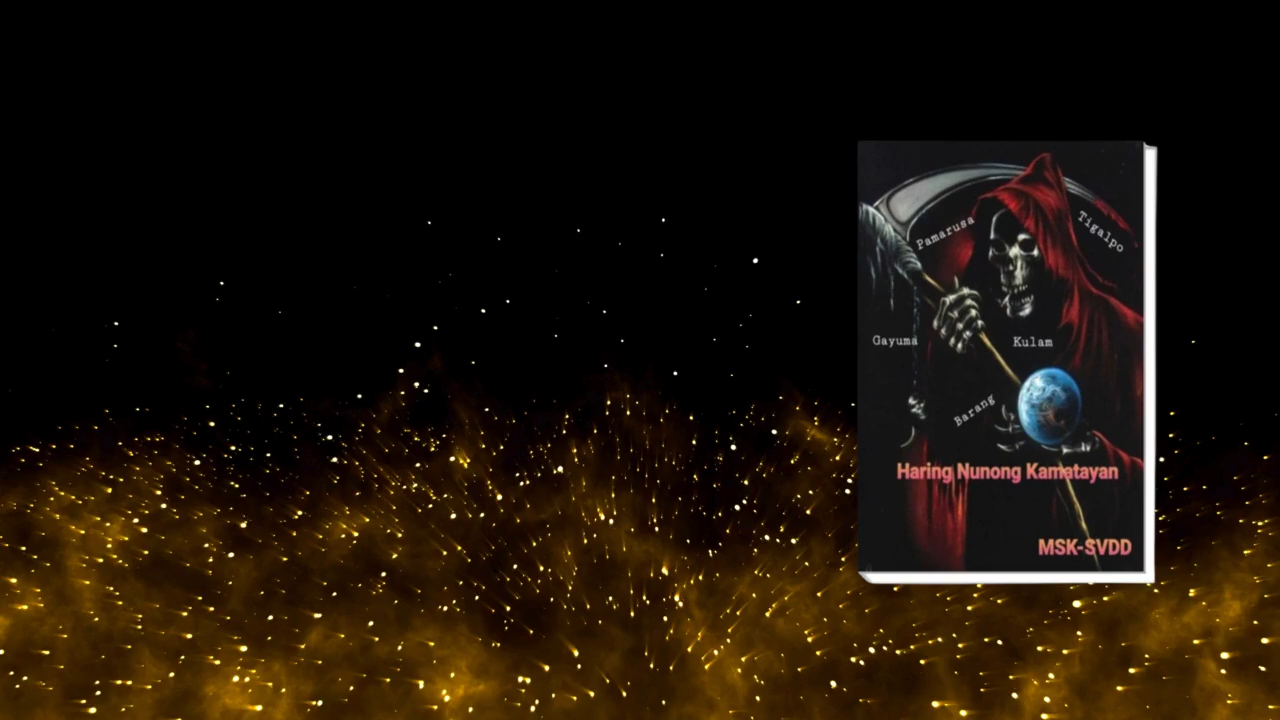 Pamarusa
Tigalpo
Gayuma
Kulam
Barang
Haring Nunong Kamatayan
MSK-SVDD